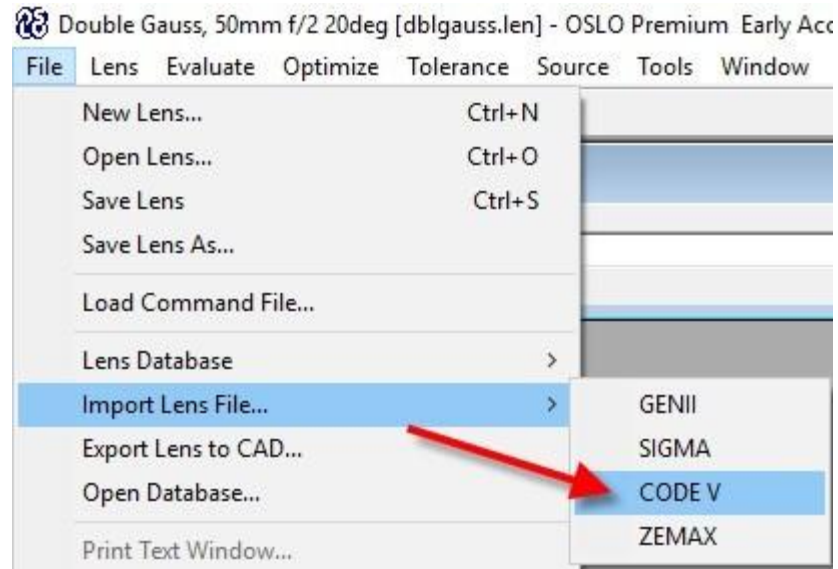 Double Gauss, 50mm f/2 20deg [dblgauss.len] - OSLO Premium Early Acc
File Lens Evaluate Optimize Tolerance Source Tools Window
New Lens... Ctrl+N
Open Lens... Ctrl+O
Save Lens Ctrl+S
Save Lens As...
Load Command File...
Lens Database >
Import Lens File... > GENII
Export Lens to CAD... SIGMA
Open Database... CODE V
Print Text Window... ZEMAX